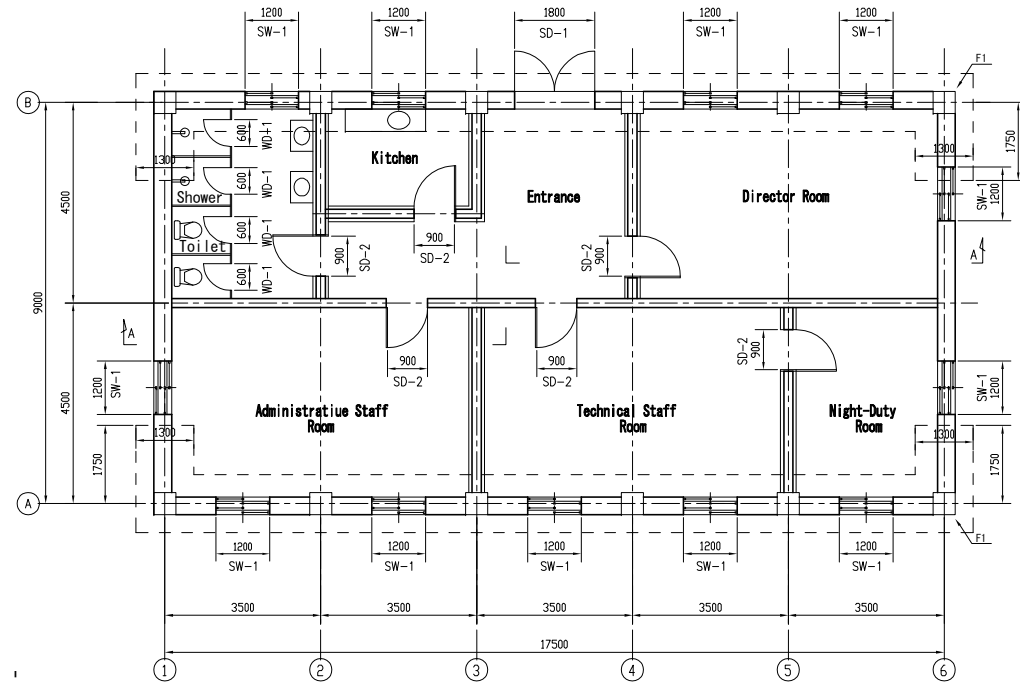 1200 1200 1800 1200 1200
SW-1 SW-1 SD-1 SW-1 SW-1
F1
B
600 WD-1
Kitchen
1300 1300
1750
600 WD-1
Shower
Entrance
Director Room
SW-1
1200
4500
600 WD-1
Toilet
900 SD-2
900
SD-2
SD-2 900
A
600 WD-1
9000
A
SD-2 900
900 900
SD-2 SD-2
1200 SW-1
SW-1 1200
4500
Administratiue Staff
Room
Technical Staff
Room
Night-Duty
Room
1300 1300
1750 1750
A
F1
1200 1200 1200 1200 1200
SW-1 SW-1 SW-1 SW-1 SW-1
3500 3500 3500 3500 3500
17500
1 2 3 4 5 6